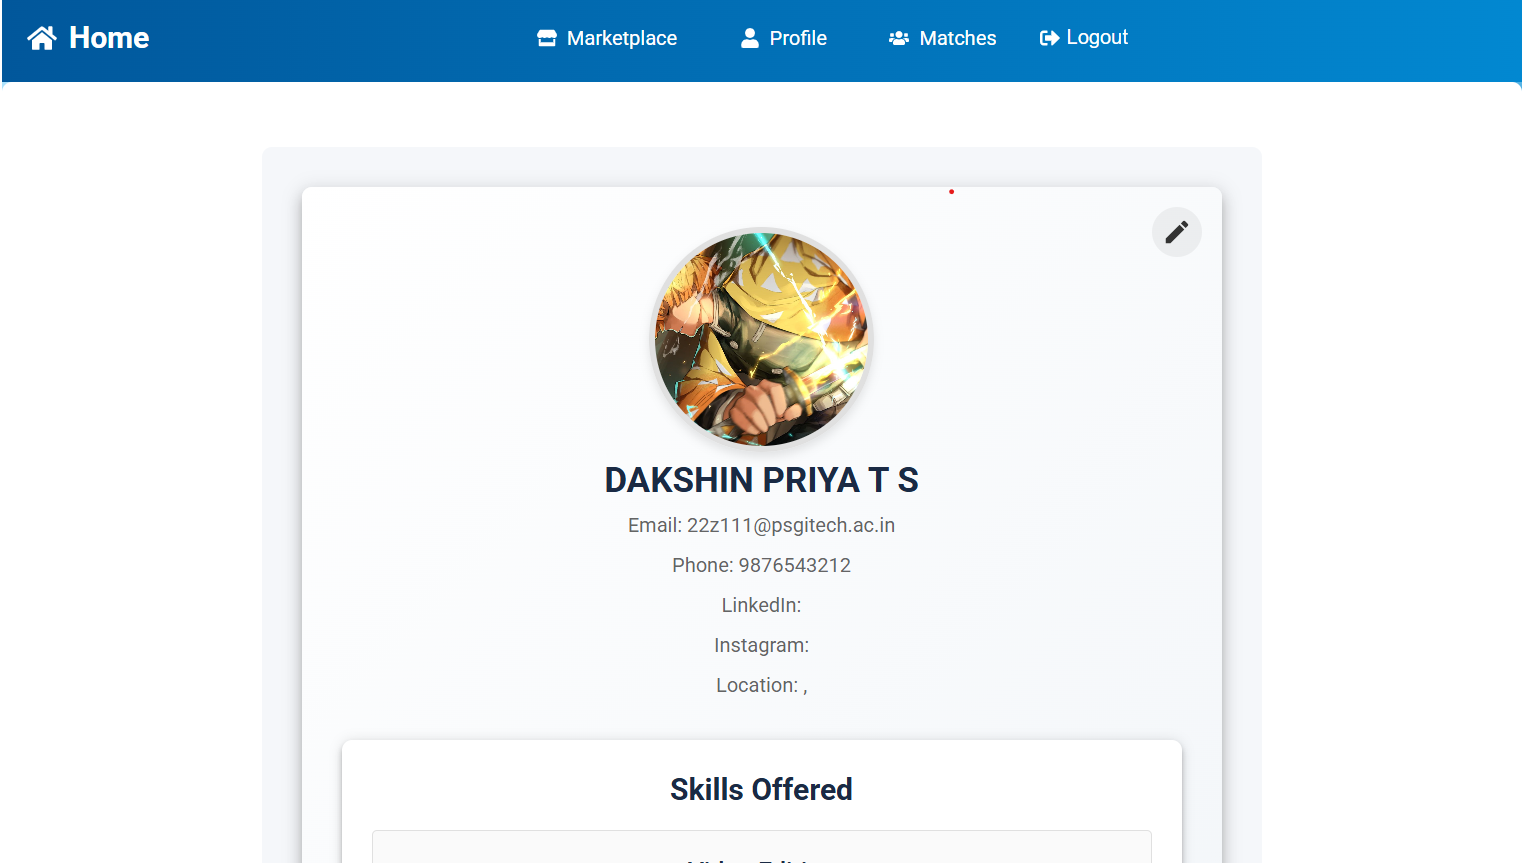 Home
Marketplace
Profile
Matches
Logout
DAKSHIN PRIYA T S
Email: 22z111@psgitech.ac.in
Phone: 9876543212
LinkedIn:
Instagram:
Location: ,
Skills Offered